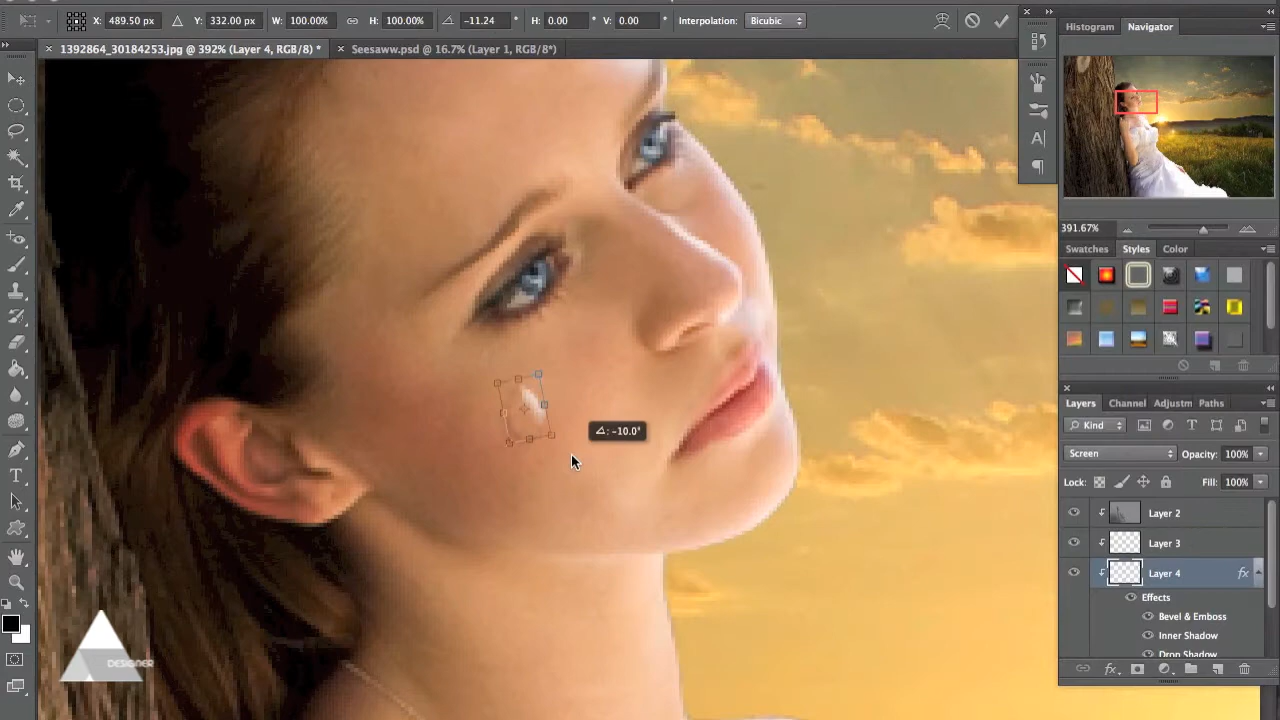 X: 489.50 px Y: 332.00 px W: 100.00% H: 100.00% -11.24 ° H: 0.00 ° V: 0.00 ° Interpolation: Bicubic
1392864_30184253.jpg @ 392% (Layer 4, RGB/8) * Seesaww.psd @ 16.7% (Layer 1, RGB/8*)
Histogram Navigator
391.67%
Swatches Styles Color
Layers Channel Adjustm Paths
Kind
Screen Opacity: 100%
Lock: Fill: 100%
Layer 2
Layer 3
Layer 4 fx
Effects
Bevel & Emboss
Inner Shadow
Drop Shadow
fx
: -10.0°
DESIGNER